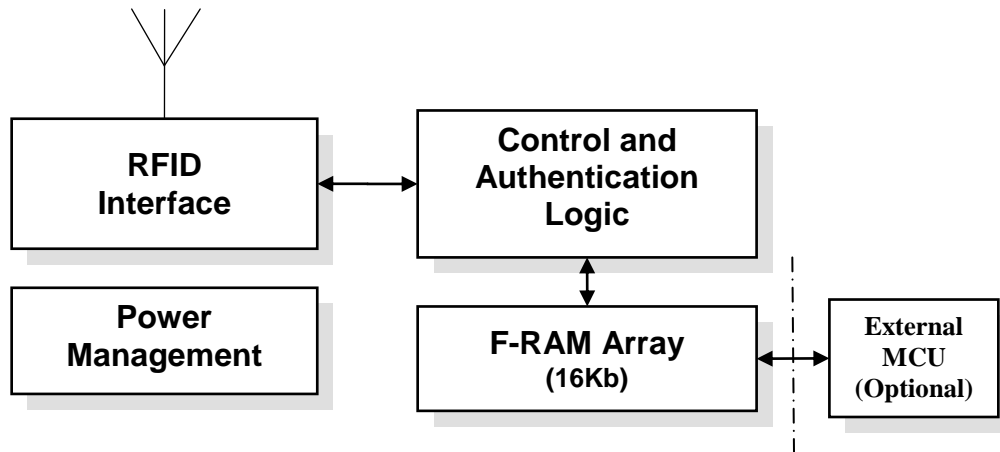 RFID
Interface
Control and
Authentication
Logic
Power
Management
F-RAM Array
(16Kb)
External
MCU
(Optional)